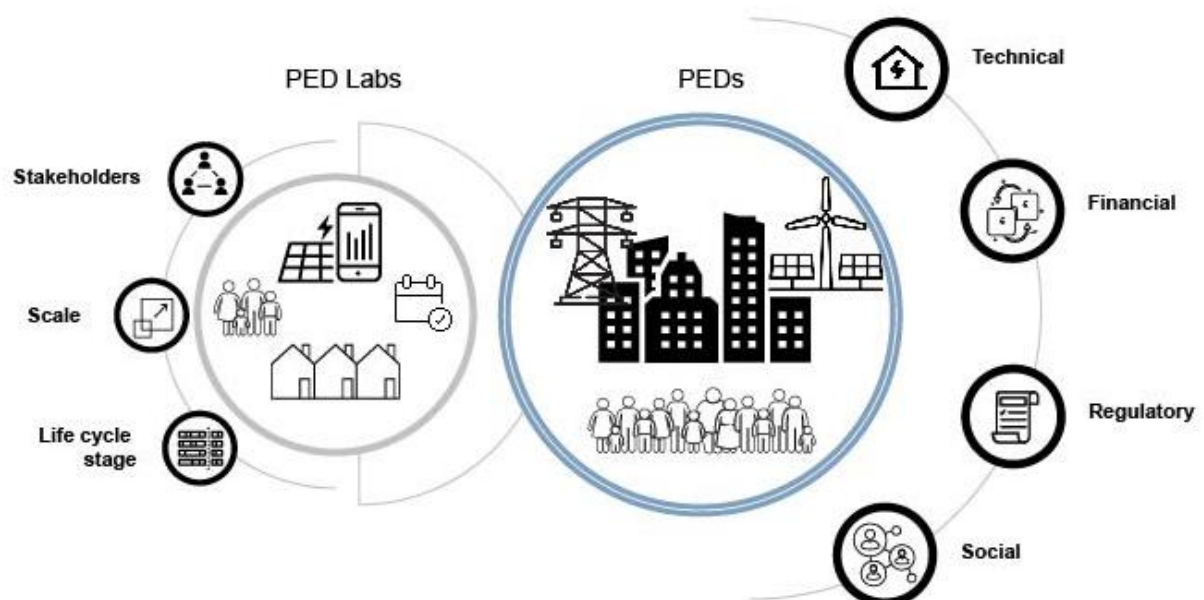 PED Labs
PEDs
Stakeholders
Scale
Life cycle
stage
Technical
Financial
Regulatory
Social